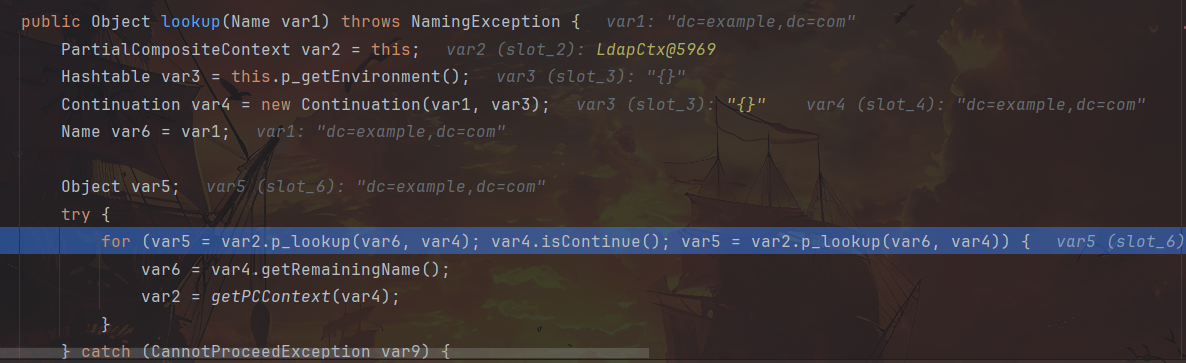 public Object lookup(Name var1) throws NamingException {   var1: "dc=example,dc=com"
    PartialCompositeContext var2 = this;   var2 (slot_2): LdapCtx@5969
    Hashtable var3 = this.p_getEnvironment();   var3 (slot_3): "{}"
    Continuation var4 = new Continuation(var1, var3);   var3 (slot_3): "{}"    var4 (slot_4): "dc=example,dc=com"
    Name var6 = var1;   var1: "dc=example,dc=com"
    Object var5;   var5 (slot_6): "dc=example,dc=com"
    try {
        for (var5 = var2.p_lookup(var6, var4); var4.isContinue(); var5 = var2.p_lookup(var6, var4)) {   var5 (slot_6)
            var6 = var4.getRemainingName();
            var2 = getPCContext(var4);
        }
    } catch (CannotProceedException var9) {